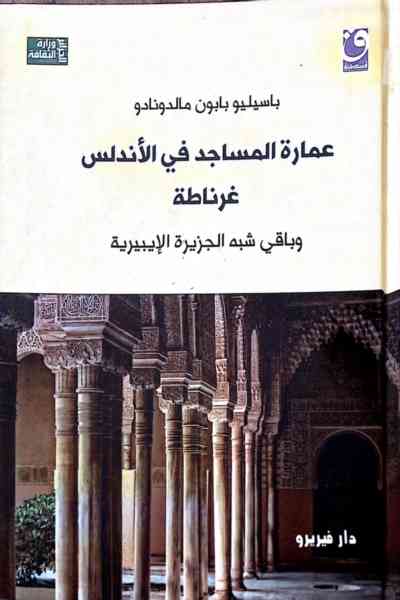 وزارة
الثقافة
باسيليو بابون مالدونادو
عمارة المساجد في الأندلس
غرناطة
وباقي شبه الجزيرة الإيبيرية
دار فيريرو